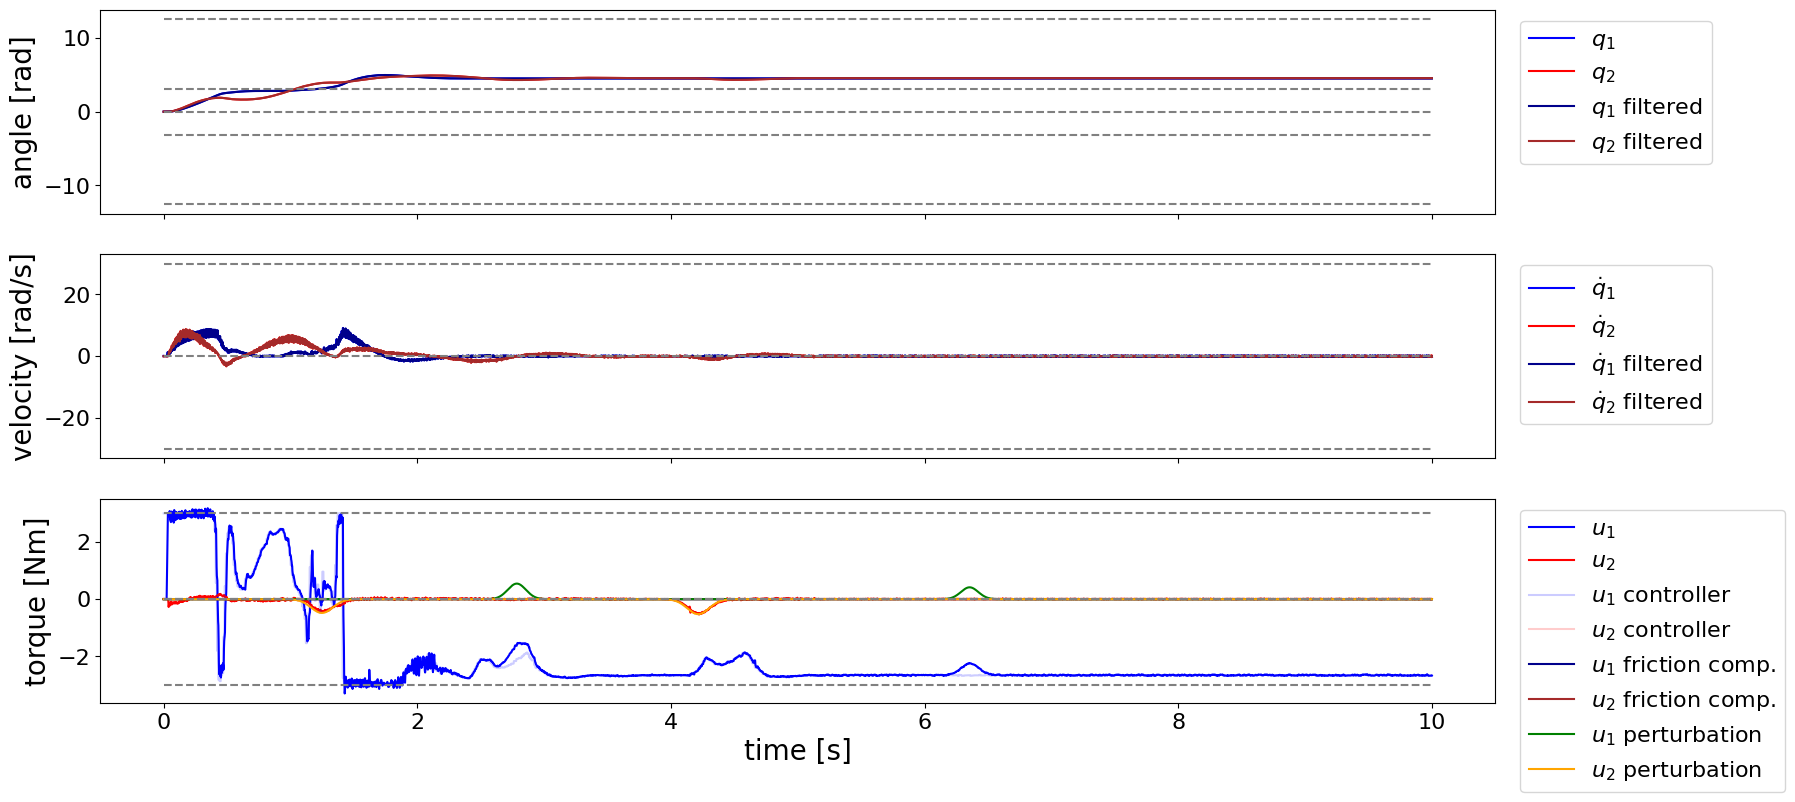 angle [rad]
10
0
−10
q₁
q₂
q₁ filtered
q₂ filtered
velocity [rad/s]
20
0
−20
q̇₁
q̇₂
q̇₁ filtered
q̇₂ filtered
torque [Nm]
2
0
−2
0 2 4 6 8 10
time [s]
u₁
u₂
u₁ controller
u₂ controller
u₁ friction comp.
u₂ friction comp.
u₁ perturbation
u₂ perturbation